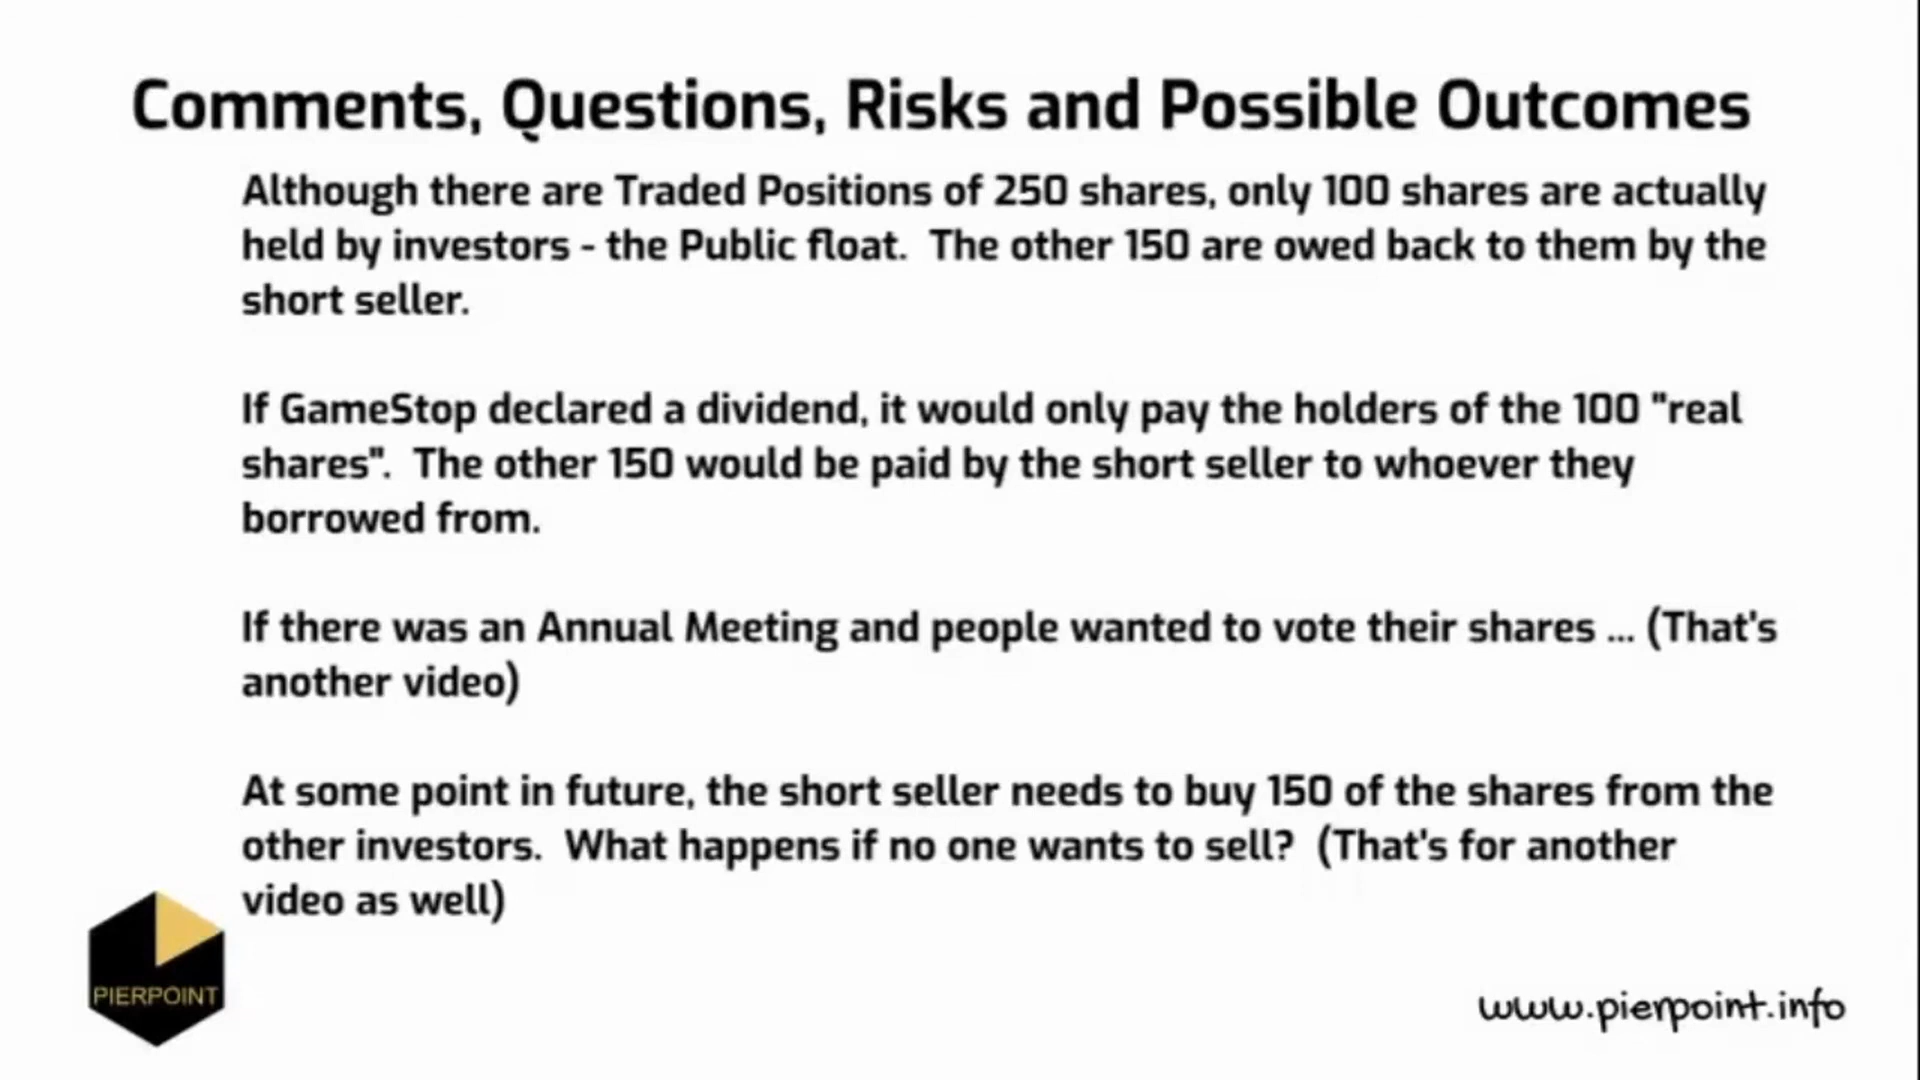 Comments, Questions, Risks and Possible Outcomes
Although there are Traded Positions of 250 shares, only 100 shares are actually
held by investors - the Public float.  The other 150 are owed back to them by the
short seller.
If GameStop declared a dividend, it would only pay the holders of the 100 "real
shares".  The other 150 would be paid by the short seller to whoever they
borrowed from.
If there was an Annual Meeting and people wanted to vote their shares ... (That's
another video)
At some point in future, the short seller needs to buy 150 of the shares from the
other investors.  What happens if no one wants to sell?  (That's for another
video as well)
PIERPOINT
www.pierpoint.info